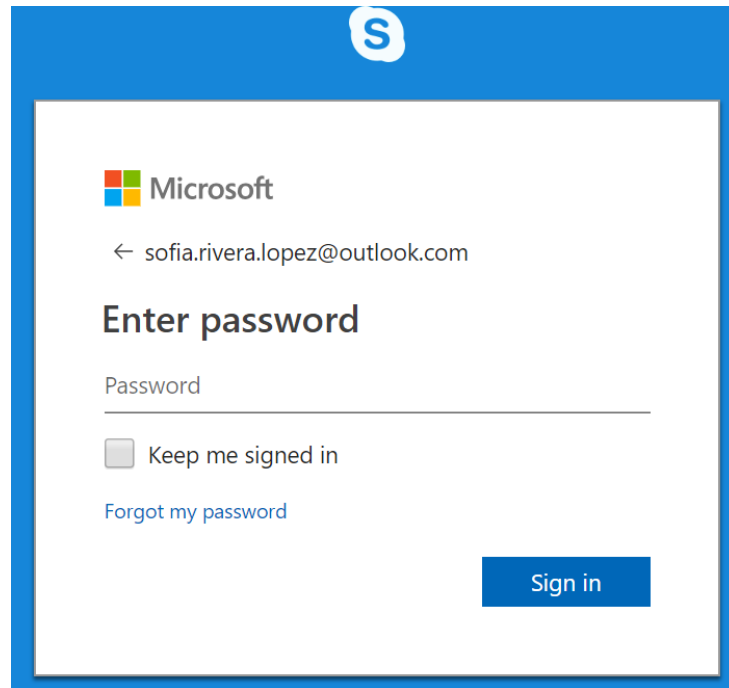 S
Microsoft
← sofia.rivera.lopez@outlook.com
Enter password
Password
Keep me signed in
Forgot my password
Sign in